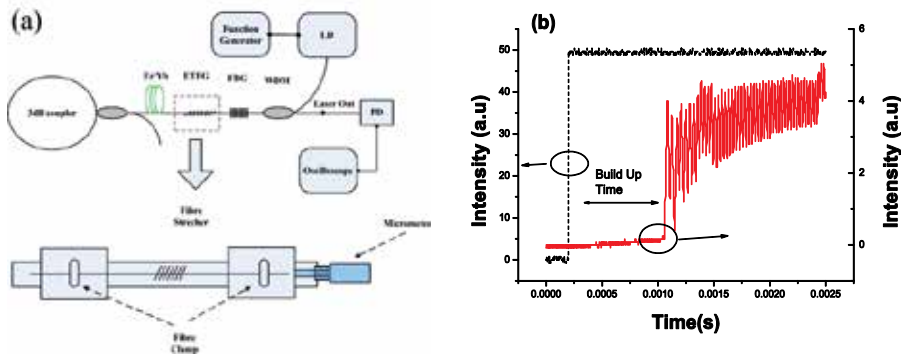 (a)
Function
Generator
LD
Er/Yb
FBG
WDM
3dB coupler
Laser Out
PD
Oscilloscope
Fibre
Strecher
Micrometer
Fibre
Clamp
(b)
Intensity (a.u)
50
40
30
20
10
0
Build Up
Time
6
4
2
0
Intensity (a.u)
0.0000
0.0005
0.0010
0.0015
0.0020
0.0025
Time(s)